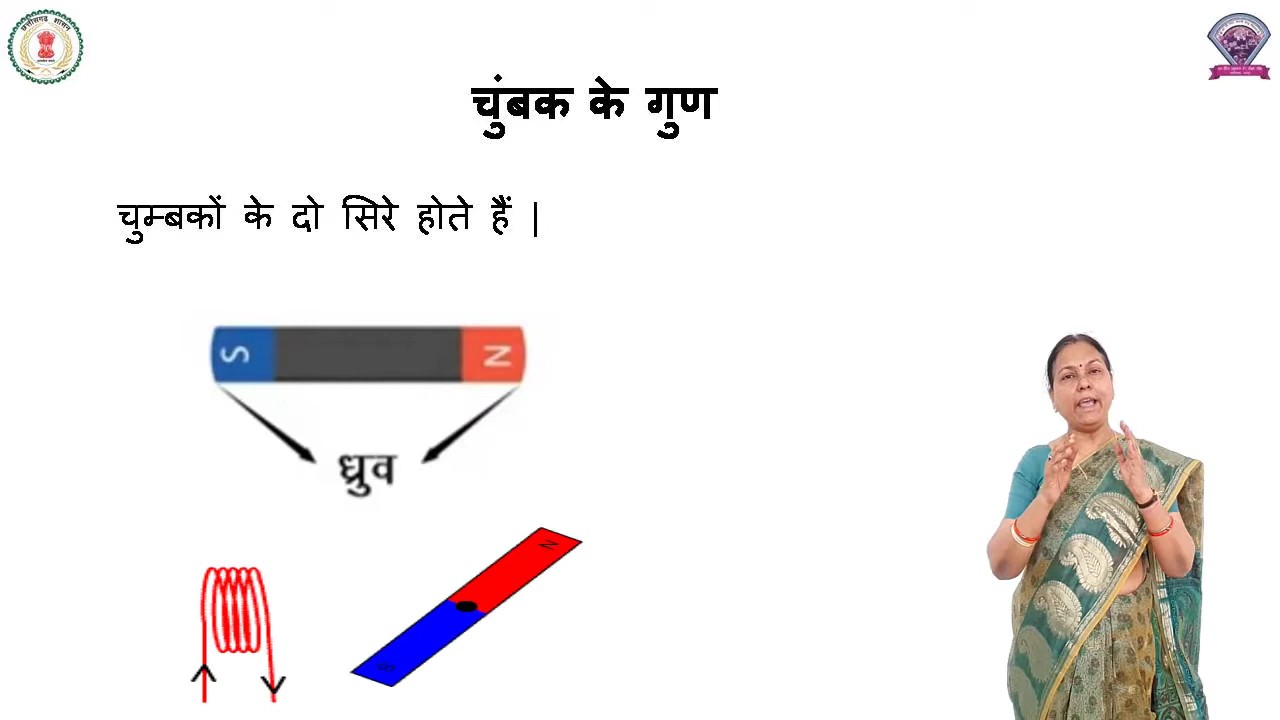 चुंबक के गुण
चुम्बकों के दो सिरे होते हैं |
S N
ध्रुव
N
S